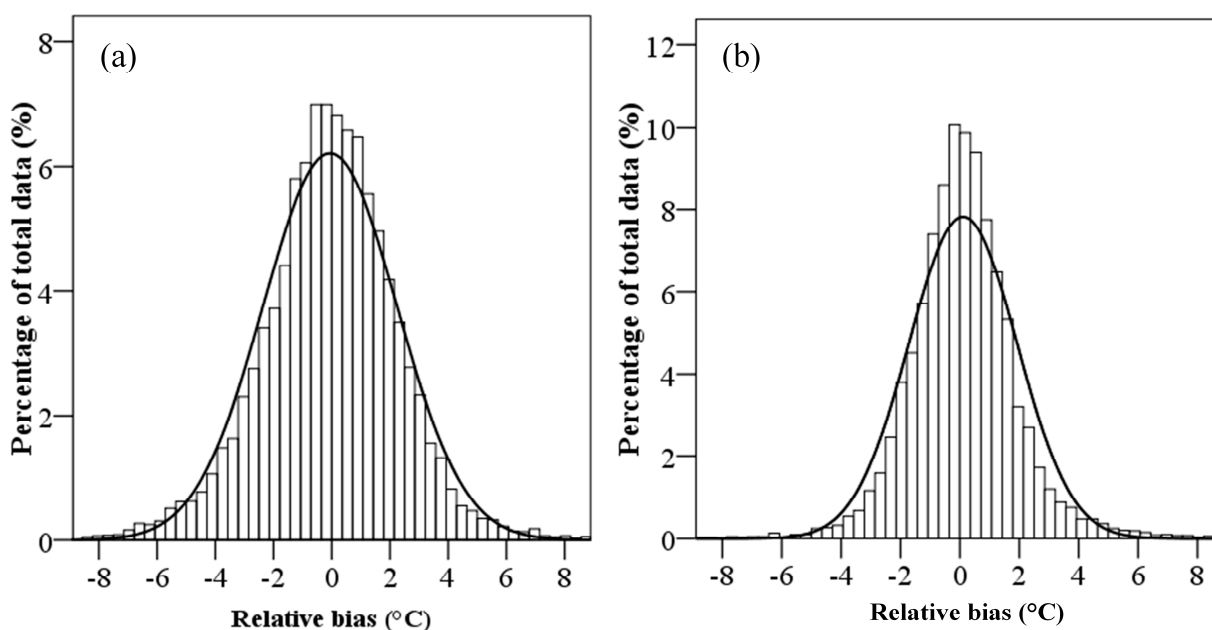 (a)
8
6
4
2
0
Percentage of total data (%)
-8 -6 -4 -2 0 2 4 6 8
Relative bias (°C)
(b)
12
10
8
6
4
2
0
Percentage of total data (%)
-8 -6 -4 -2 0 2 4 6 8
Relative bias (°C)